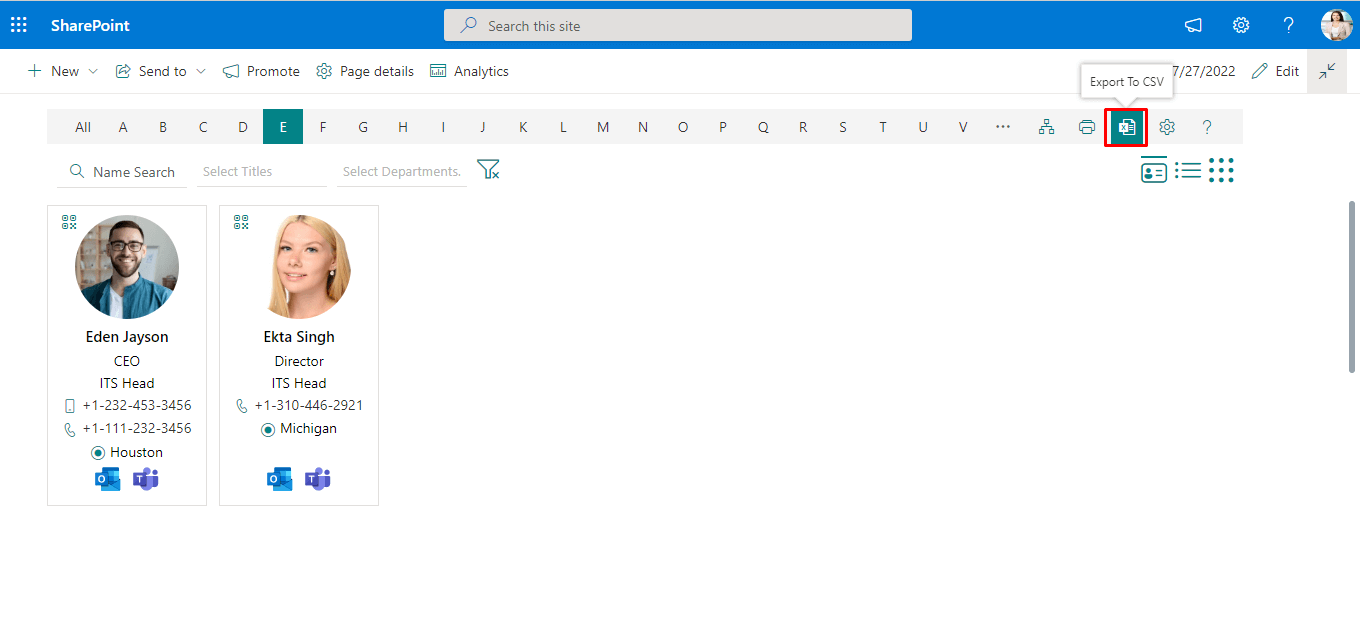 SharePoint
Search this site
New
Send to
Promote
Page details
Analytics
7/27/2022
Edit
Export To CSV
All A B C D E F G H I J K L M N O P Q R S T U V ...
Name Search
Select Titles
Select Departments.
Eden Jayson
CEO
ITS Head
+1-232-453-3456
+1-111-232-3456
Houston
Ekta Singh
Director
ITS Head
+1-310-446-2921
Michigan